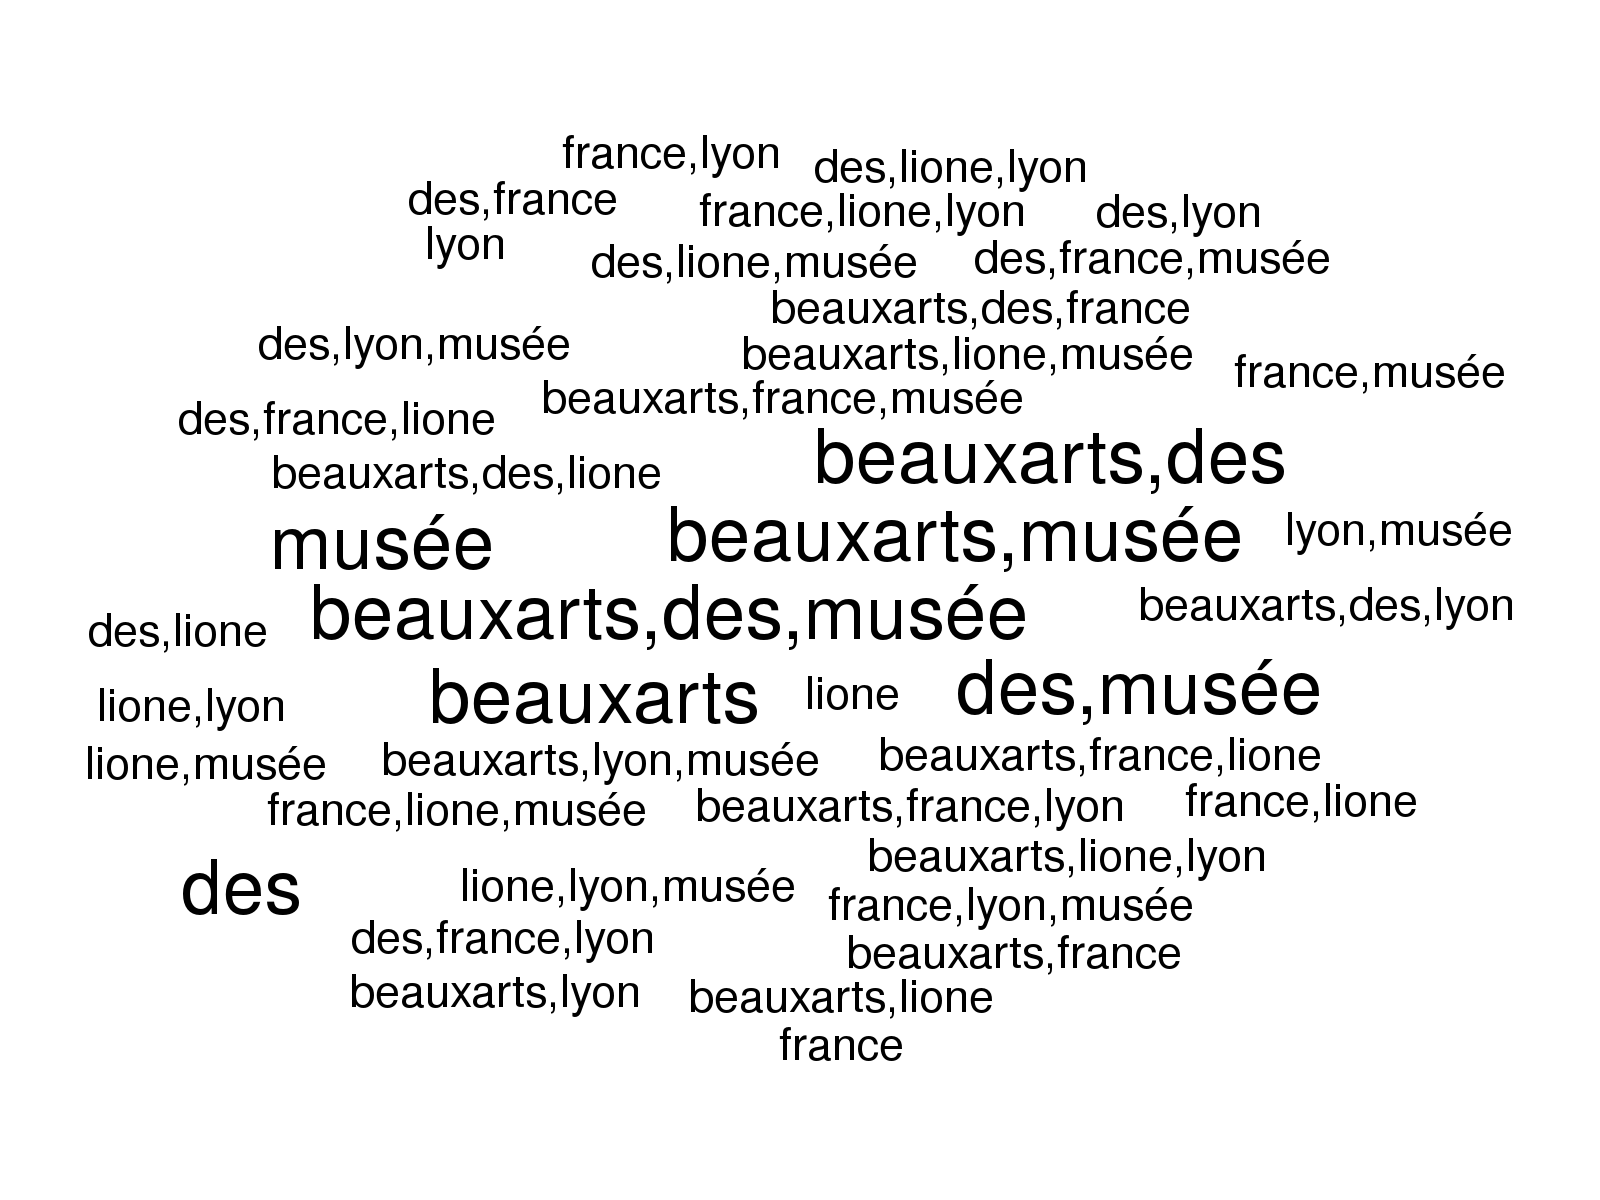 france,lyon
des,lione,lyon
des,france
france,lione,lyon
des,lyon
lyon
des,lione,musée
des,france,musée
beauxarts,des,france
des,lyon,musée
beauxarts,lione,musée
france,musée
beauxarts,france,musée
des,france,lione
beauxarts,des
beauxarts,des,lione
musée
beauxarts,musée
lyon,musée
beauxarts,des,musée
beauxarts,des,lyon
des,lione
beauxarts
lione
des,musée
lione,lyon
lione,musée
beauxarts,lyon,musée
beauxarts,france,lione
france,lione,musée
beauxarts,france,lyon
france,lione
beauxarts,lione,lyon
des
lione,lyon,musée
france,lyon,musée
des,france,lyon
beauxarts,france
beauxarts,lyon
beauxarts,lione
france